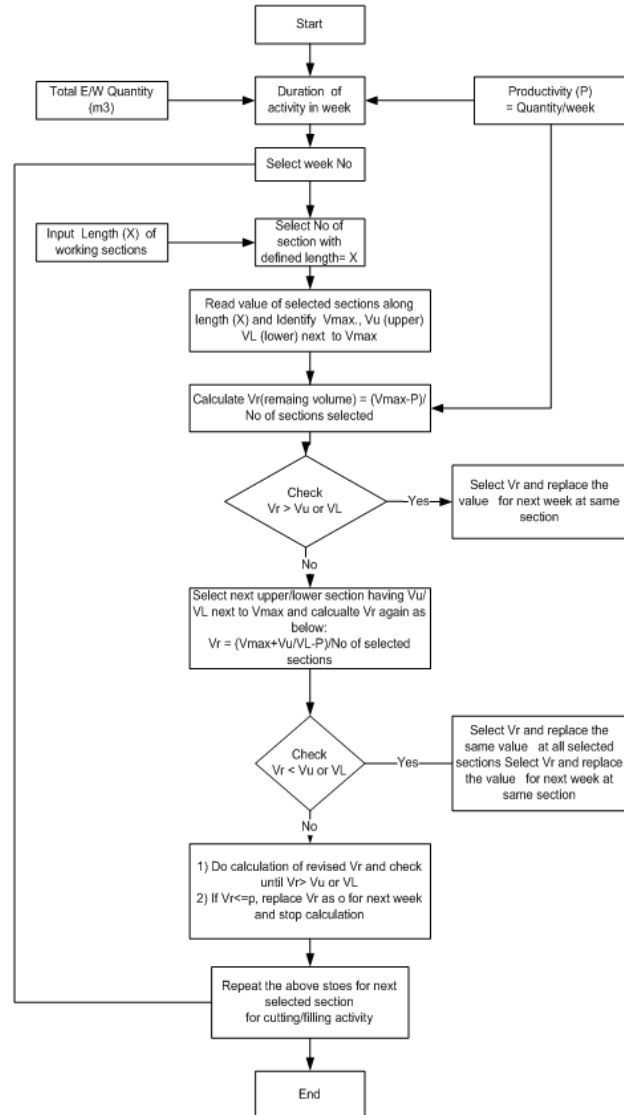 Start
Total E/W Quantity
(m3)
Duration of
activity in week
Productivity (P)
= Quantity/week
Select week No
Input Length (X) of
working sections
Select No of
section with
defined length= X
Read value of selected sections along
length (X) and Identify Vmax., Vu (upper)
VL (lower) next to Vmax
Calculate Vr(remaing volume) = (Vmax-P)/
No of sections selected
Check
Vr > Vu or VL
Yes
Select Vr and replace the
value for next week at same
section
No
Select next upper/lower section having Vu/
VL next to Vmax and calcualte Vr again as
below:
Vr = (Vmax+Vu/VL-P)/No of selected
sections
Check
Vr < Vu or VL
Yes
Select Vr and replace the
same value at all selected
sections Select Vr and replace
the value for next week at
same section
No
1) Do calculation of revised Vr and check
until Vr> Vu or VL
2) If Vr<=p, replace Vr as o for next week
and stop calculation
Repeat the above stoes for next
selected section
for cutting/filling activity
End